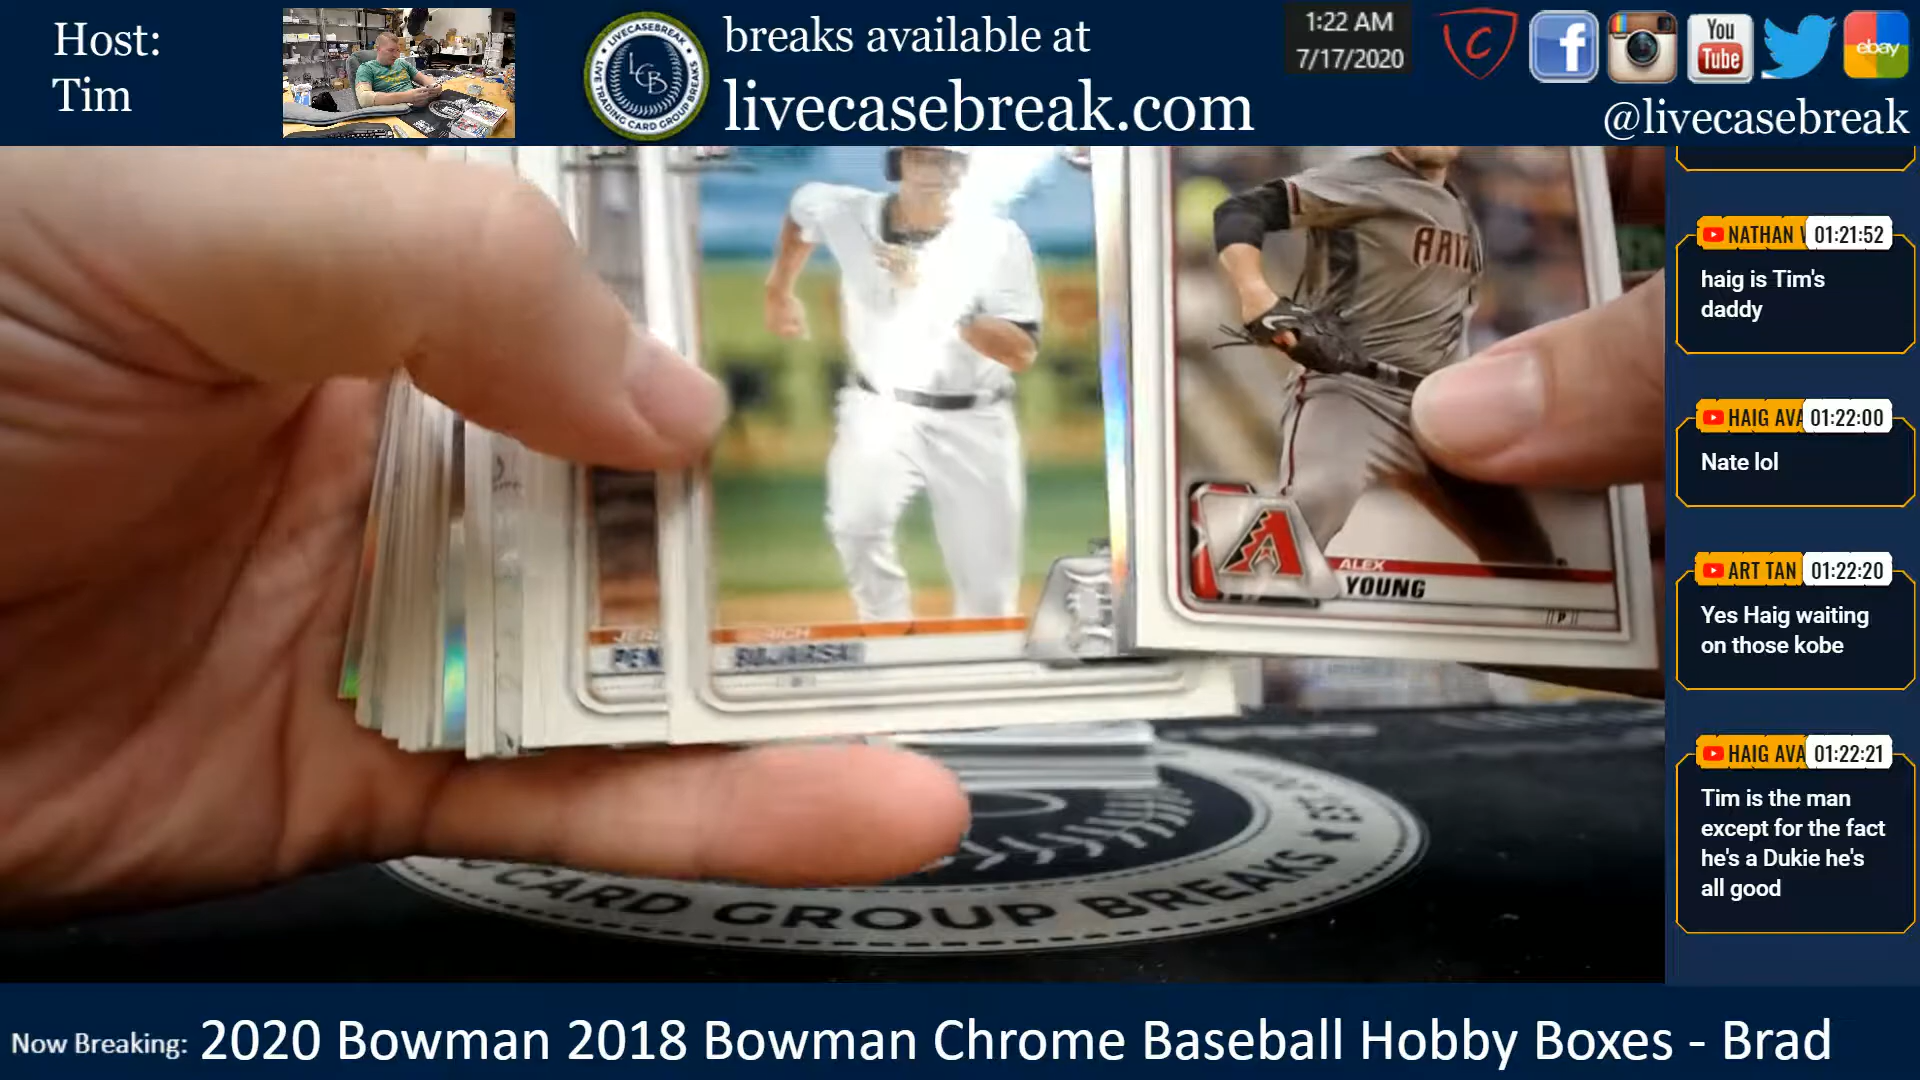 Host:
Tim
LIVECASEBREAK
LCB
LIVE TRADING CARD GROUP BREAKS
breaks available at
livecasebreak.com
1:22 AM
7/17/2020
C
f
You
Tube
ebay
@livecasebreak
NATHAN 01:21:52
haig is Tim's
daddy
HAIG AVA 01:22:00
Nate lol
ART TAN 01:22:20
Yes Haig waiting
on those kobe
HAIG AVA 01:22:21
Tim is the man
except for the fact
he's a Dukie he's
all good
ALEX
YOUNG
P
PEN
CARD GROUP BREAKS
Now Breaking: 2020 Bowman 2018 Bowman Chrome Baseball Hobby Boxes - Brad